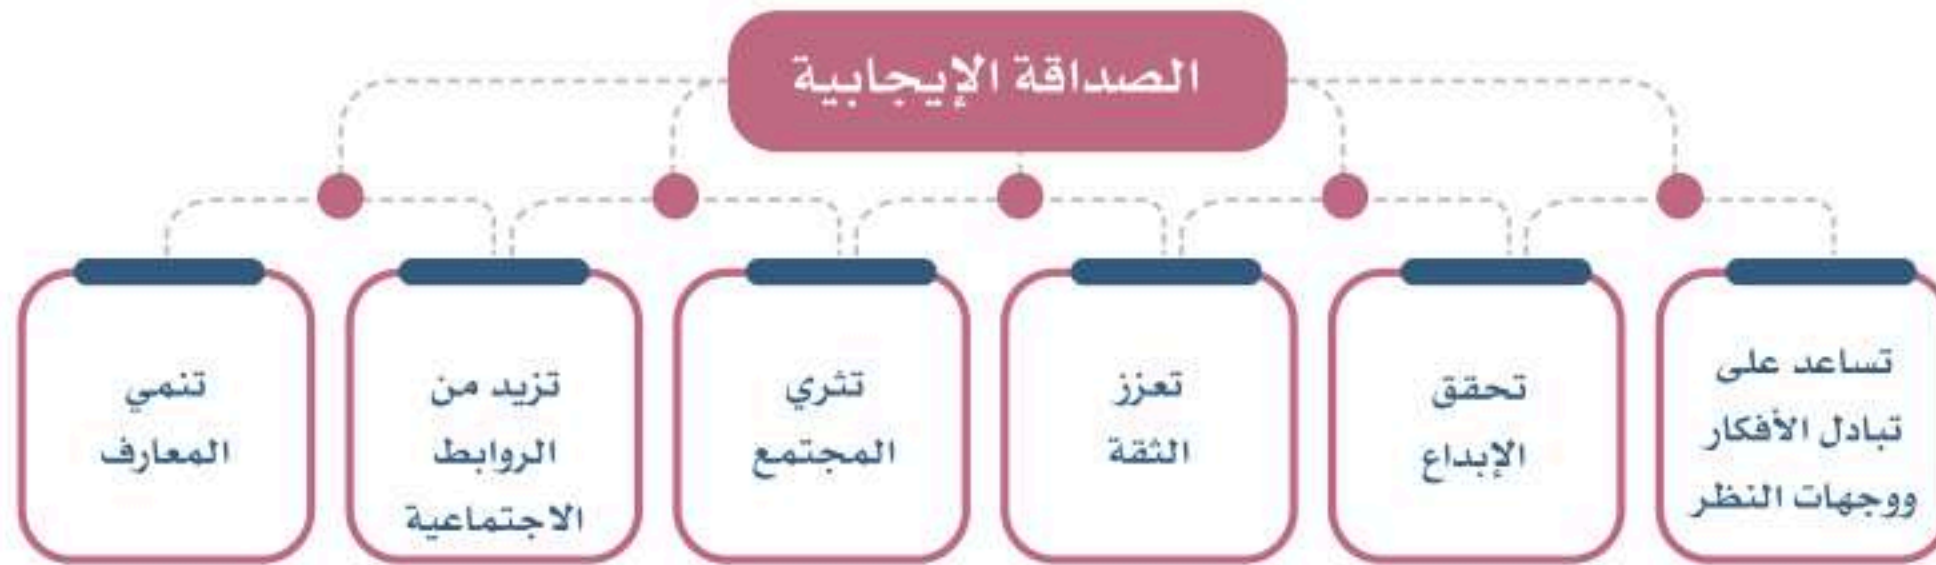 الصداقة الإيجابية
تساعد على
تبادل الأفكار
ووجهات النظر
تحقق
الإبداع
تعزز
الثقة
تثري
المجتمع
تزيد من
الروابط
الاجتماعية
تنمي
المعارف